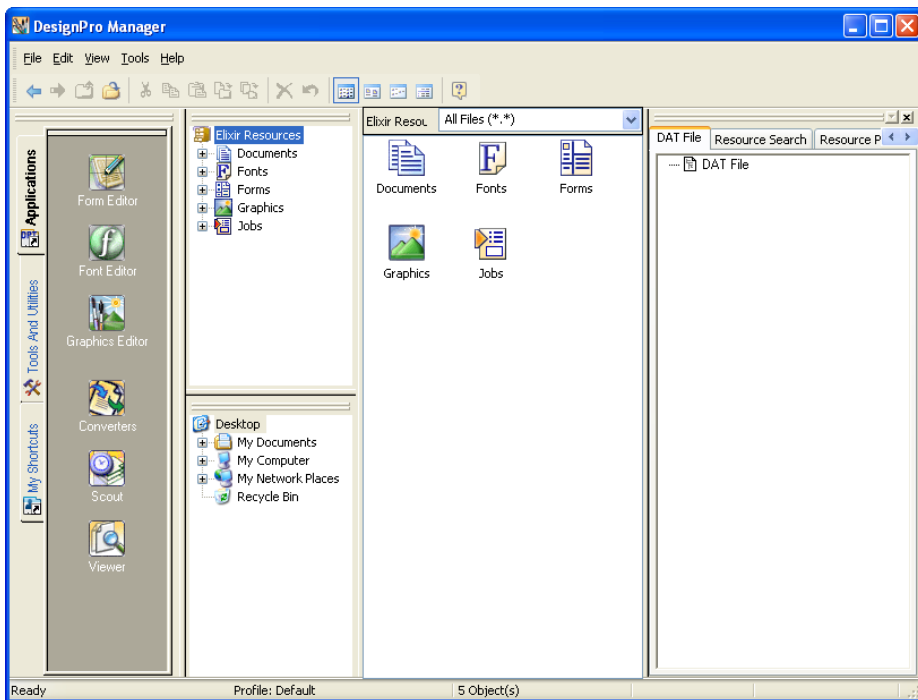 DesignPro Manager
File Edit View Tools Help
Applications
Tools And Utilities
My Shortcuts
Form Editor
Font Editor
Graphics Editor
Converters
Scout
Viewer
Elixir Resources
Documents
Fonts
Forms
Graphics
Jobs
Desktop
My Documents
My Computer
My Network Places
Recycle Bin
Elixir Resou
All Files (*.*)
Documents Fonts Forms
Graphics Jobs
DAT File Resource Search Resource P
DAT File
Ready Profile: Default 5 Object(s)